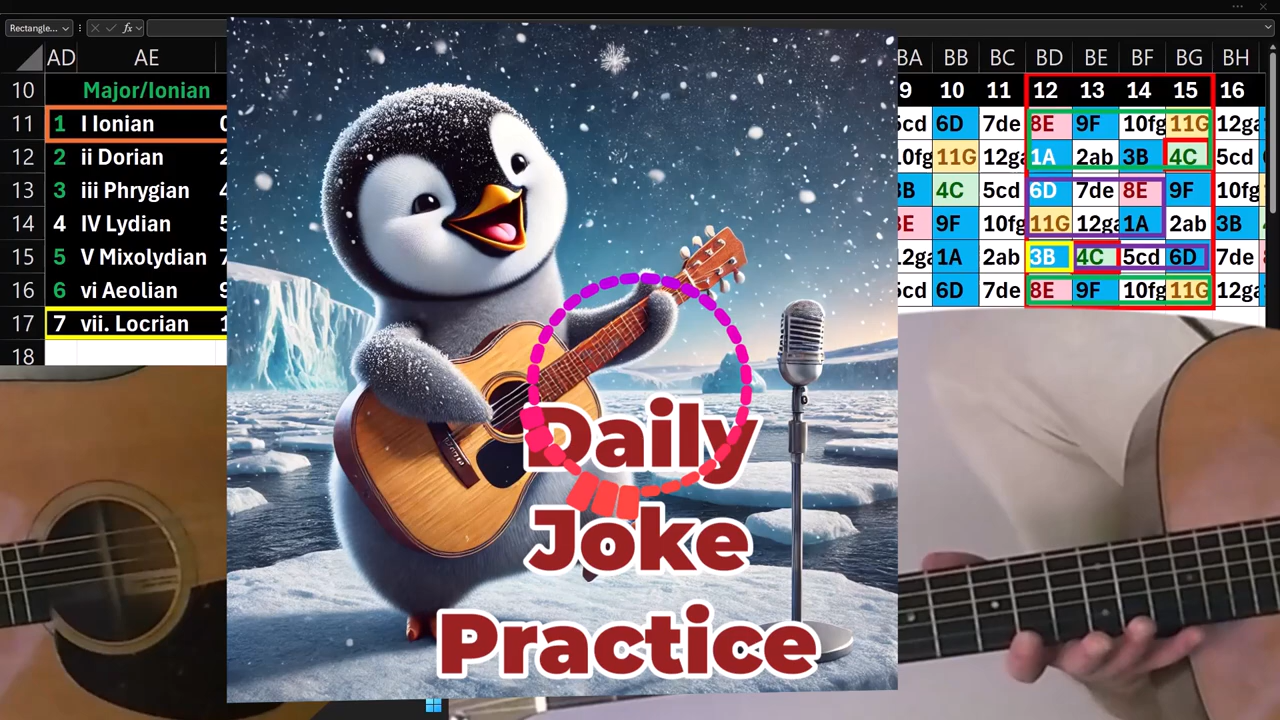 Rectangle...
fx
AD AE BA BB BC BD BE BF BG BH
10 Major/Ionian 9 10 11 12 13 14 15 16
11 1 I Ionian 6D 7de 8E 9F 10fg 11G
12 2 ii Dorian 11G 1A 2ab 3B 4C 5cd
13 3 iii Phrygian 4C 5cd 6D 7de 8E 9F
14 4 IV Lydian 9F 10fg 11G 1A 2ab 3B
15 5 V Mixolydian 1A 2ab 3B 4C 5cd 6D 7de
16 6 vi Aeolian 6D 7de 8E 9F 10fg 11G
17 7 vii. Locrian
18
Daily
Joke
Practice